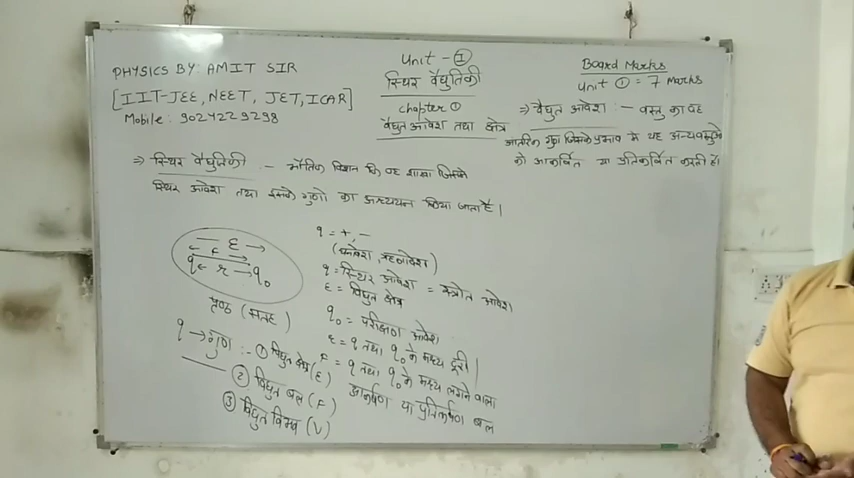 PHYSICS BY: AMIT SIR
[IIT-JEE, NEET, JET, ICAR]
Mobile: 9024229298
Unit - ①
स्थिर वैद्युतिकी
chapter ①
वैद्युत आवेश तथा क्षेत्र
Board Marks
Unit ① = 7 Marks
⇒ वैद्युत आवेश :- वस्तु का वह
आंतरिक गुण जिसके प्रभाव से यह अन्य वस्तुओं
को आकर्षित या प्रतिकर्षित करती है।
⇒ स्थिर वैद्युतिकी :- भौतिक विज्ञान कि वह शाखा जिसमें
स्थिर आवेश तथा इसके गुणों का अध्ययन किया जाता है।
— E →
F
q ← r → q₀
पृष्ठ (सतह)
q = +, -
(धनावेश, ऋणावेश)
q = स्थिर आवेश = स्त्रोत आवेश
E = विद्युत क्षेत्र
q₀ = परीक्षण आवेश
r = q तथा q₀ के मध्य दूरी।
F = q तथा q₀ के मध्य लगने वाला
आकर्षण या प्रतिकर्षण बल
q → गुण :- ① विद्युत क्षेत्र (E)
② विद्युत बल (F)
③ विद्युत विभव (V)